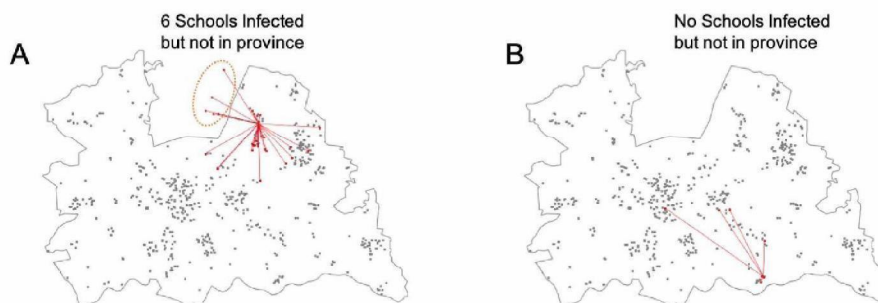 6 Schools Infected
but not in province
No Schools Infected
but not in province
A
B